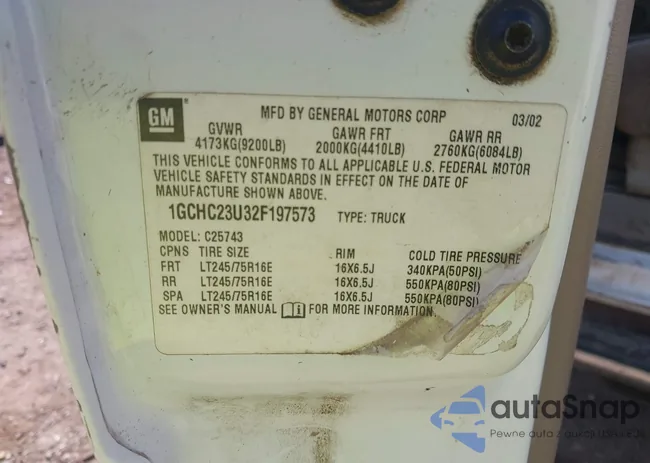 GM
MFD BY GENERAL MOTORS CORP 03/02
GVWR GAWR FRT GAWR RR
4173KG(9200LB) 2000KG(4410LB) 2760KG(6084LB)
THIS VEHICLE CONFORMS TO ALL APPLICABLE U.S. FEDERAL MOTOR
VEHICLE SAFETY STANDARDS IN EFFECT ON THE DATE OF
MANUFACTURE SHOWN ABOVE.
1GCHC23U32F197573 TYPE: TRUCK
MODEL: C25743
CPNS TIRE SIZE RIM COLD TIRE PRESSURE
FRT LT245/75R16E 16X6.5J 340KPA(50PSI)
RR LT245/75R16E 16X6.5J 550KPA(80PSI)
SPA LT245/75R16E 16X6.5J 550KPA(80PSI)
SEE OWNER'S MANUAL FOR MORE INFORMATION
autaSnap
Pewne auta z